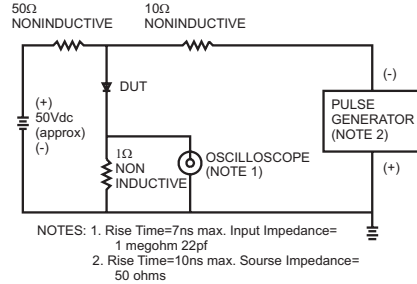 50Ω
NONINDUCTIVE
10Ω
NONINDUCTIVE
(+)
50Vdc
(approx)
(-)
DUT
1Ω
NON
INDUCTIVE
OSCILLOSCOPE
(NOTE 1)
(-)
PULSE
GENERATOR
(NOTE 2)
(+)
NOTES: 1. Rise Time=7ns max. Input Impedance=
1 megohm 22pf
2. Rise Time=10ns max. Sourse Impedance=
50 ohms